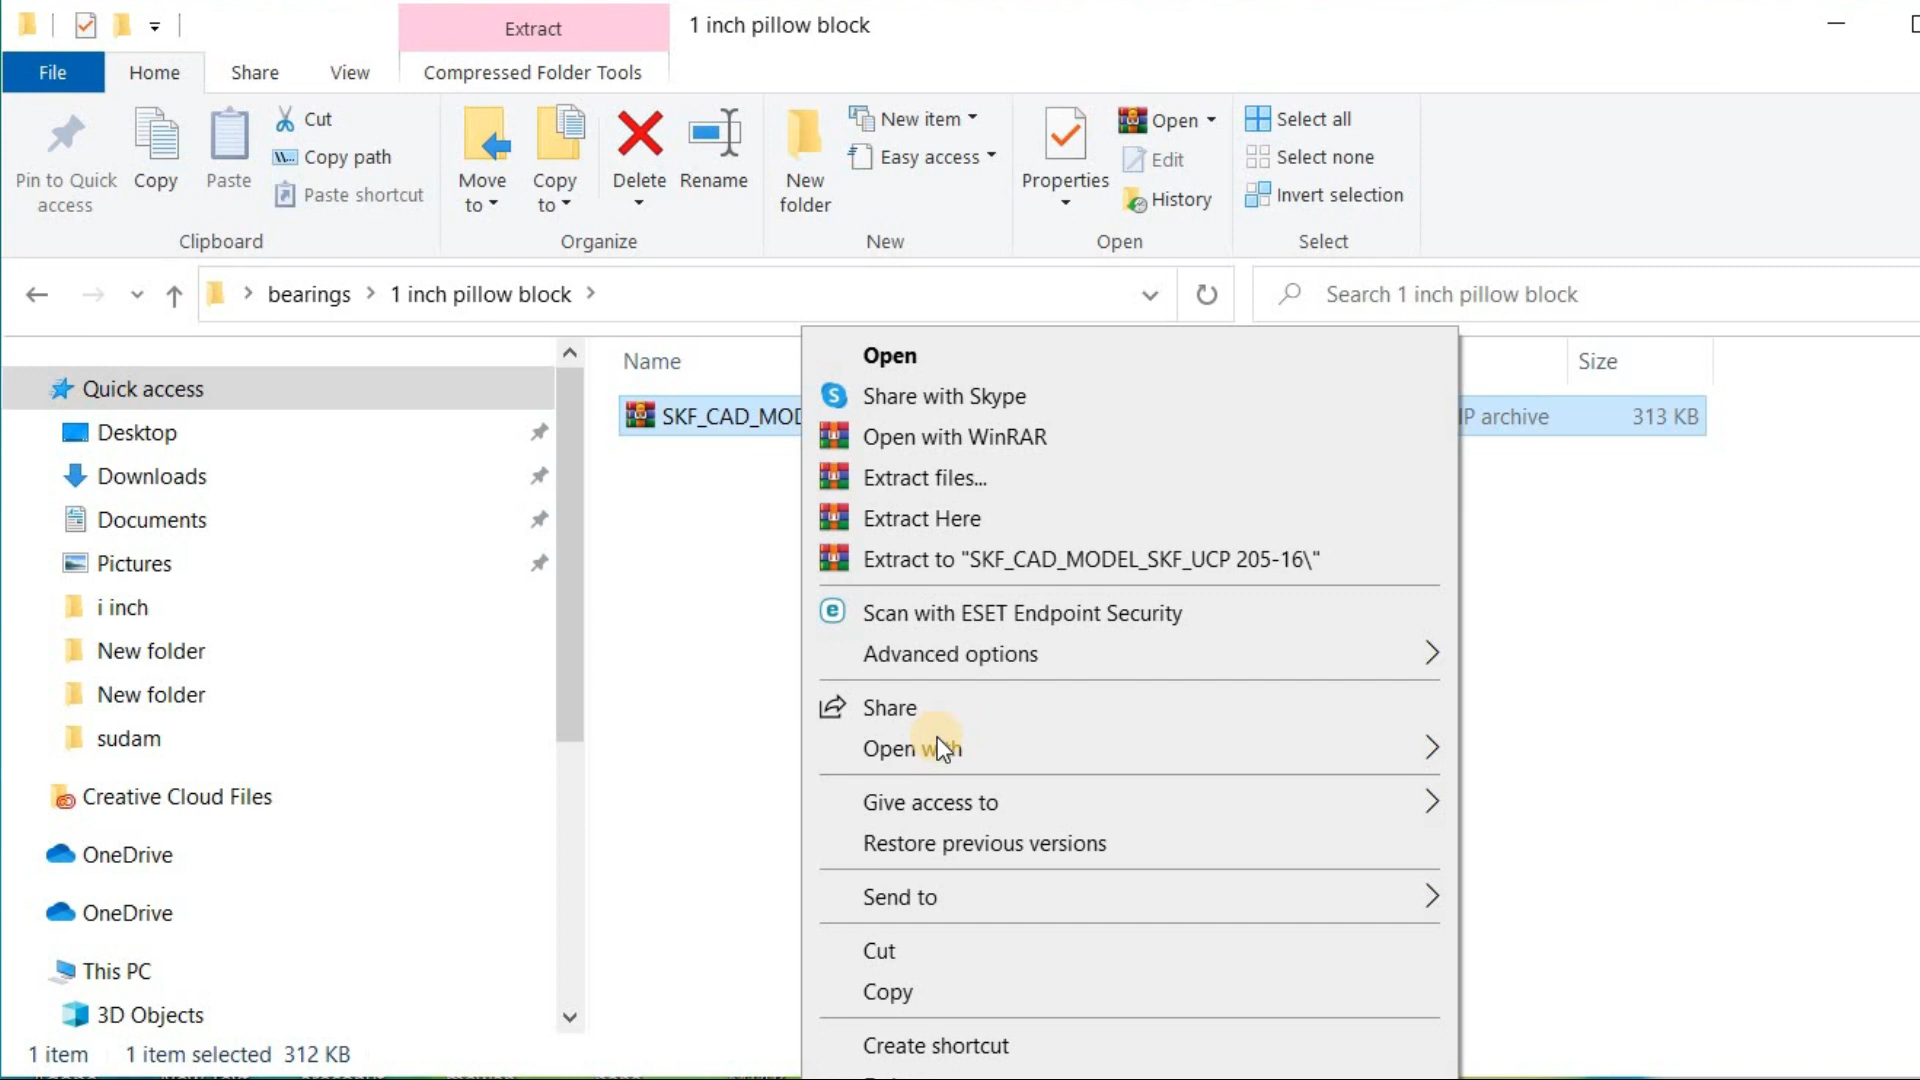 Extract
1 inch pillow block
File
Home
Share
View
Compressed Folder Tools
Pin to Quick access
Copy
Paste
Cut
Copy path
Paste shortcut
Clipboard
Move to
Copy to
Delete
Rename
Organize
New folder
New item
Easy access
New
Properties
Open
Edit
History
Open
Select all
Select none
Invert selection
Select
bearings
1 inch pillow block
Search 1 inch pillow block
Quick access
Desktop
Downloads
Documents
Pictures
i inch
New folder
New folder
sudam
Creative Cloud Files
OneDrive
OneDrive
This PC
3D Objects
Name
Size
SKF_CAD_MOD
IP archive
313 KB
Open
Share with Skype
Open with WinRAR
Extract files...
Extract Here
Extract to "SKF_CAD_MODEL_SKF_UCP 205-16\"
Scan with ESET Endpoint Security
Advanced options
Share
Open with
Give access to
Restore previous versions
Send to
Cut
Copy
Create shortcut
1 item
1 item selected 312 KB